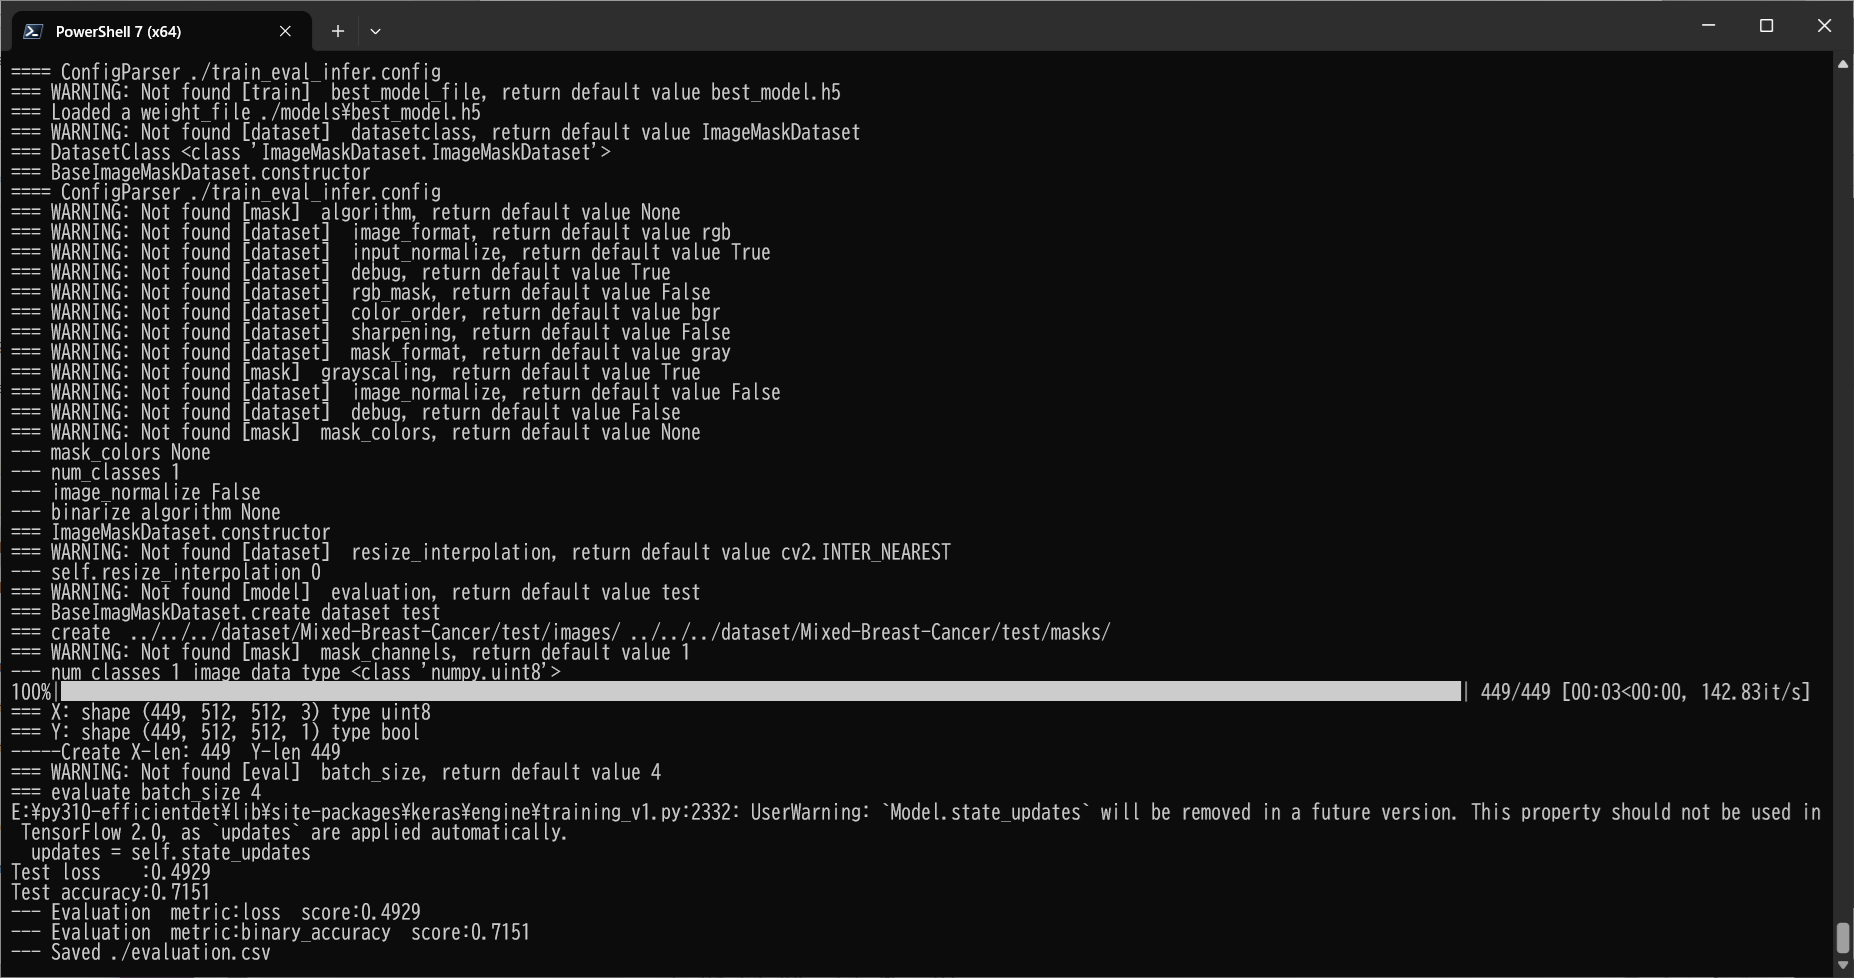 PowerShell 7 (x64)
==== ConfigParser ./train_eval_infer.config
=== WARNING: Not found [train]  best_model_file, return default value best_model.h5
=== Loaded a weight_file ./models¥best_model.h5
=== WARNING: Not found [dataset]  datasetclass, return default value ImageMaskDataset
=== DatasetClass <class 'ImageMaskDataset.ImageMaskDataset'>
=== BaseImageMaskDataset.constructor
==== ConfigParser ./train_eval_infer.config
=== WARNING: Not found [mask]  algorithm, return default value None
=== WARNING: Not found [dataset]  image_format, return default value rgb
=== WARNING: Not found [dataset]  input_normalize, return default value True
=== WARNING: Not found [dataset]  debug, return default value True
=== WARNING: Not found [dataset]  rgb_mask, return default value False
=== WARNING: Not found [dataset]  color_order, return default value bgr
=== WARNING: Not found [dataset]  sharpening, return default value False
=== WARNING: Not found [dataset]  mask_format, return default value gray
=== WARNING: Not found [mask]  grayscaling, return default value True
=== WARNING: Not found [dataset]  image_normalize, return default value False
=== WARNING: Not found [dataset]  debug, return default value False
=== WARNING: Not found [mask]  mask_colors, return default value None
--- mask_colors None
--- num_classes 1
--- image_normalize False
--- binarize algorithm None
=== ImageMaskDataset.constructor
=== WARNING: Not found [dataset]  resize_interpolation, return default value cv2.INTER_NEAREST
--- self.resize_interpolation 0
=== WARNING: Not found [model]  evaluation, return default value test
=== BaseImagMaskDataset.create dataset test
=== create  ../../../dataset/Mixed-Breast-Cancer/test/images/ ../../../dataset/Mixed-Breast-Cancer/test/masks/
=== WARNING: Not found [mask]  mask_channels, return default value 1
--- num_classes 1 image data_type <class 'numpy.uint8'>
100%| | 449/449 [00:03<00:00, 142.83it/s]
=== X: shape (449, 512, 512, 3) type uint8
=== Y: shape (449, 512, 512, 1) type bool
-----Create X-len: 449  Y-len 449
=== WARNING: Not found [eval]  batch_size, return default value 4
=== evaluate batch_size 4
E:¥py310-efficientdet¥lib¥site-packages¥keras¥engine¥training_v1.py:2332: UserWarning: `Model.state_updates` will be removed in a future version. This property should not be used in
 TensorFlow 2.0, as `updates` are applied automatically.
  updates = self.state_updates
Test loss    :0.4929
Test accuracy:0.7151
--- Evaluation  metric:loss  score:0.4929
--- Evaluation  metric:binary_accuracy  score:0.7151
--- Saved ./evaluation.csv